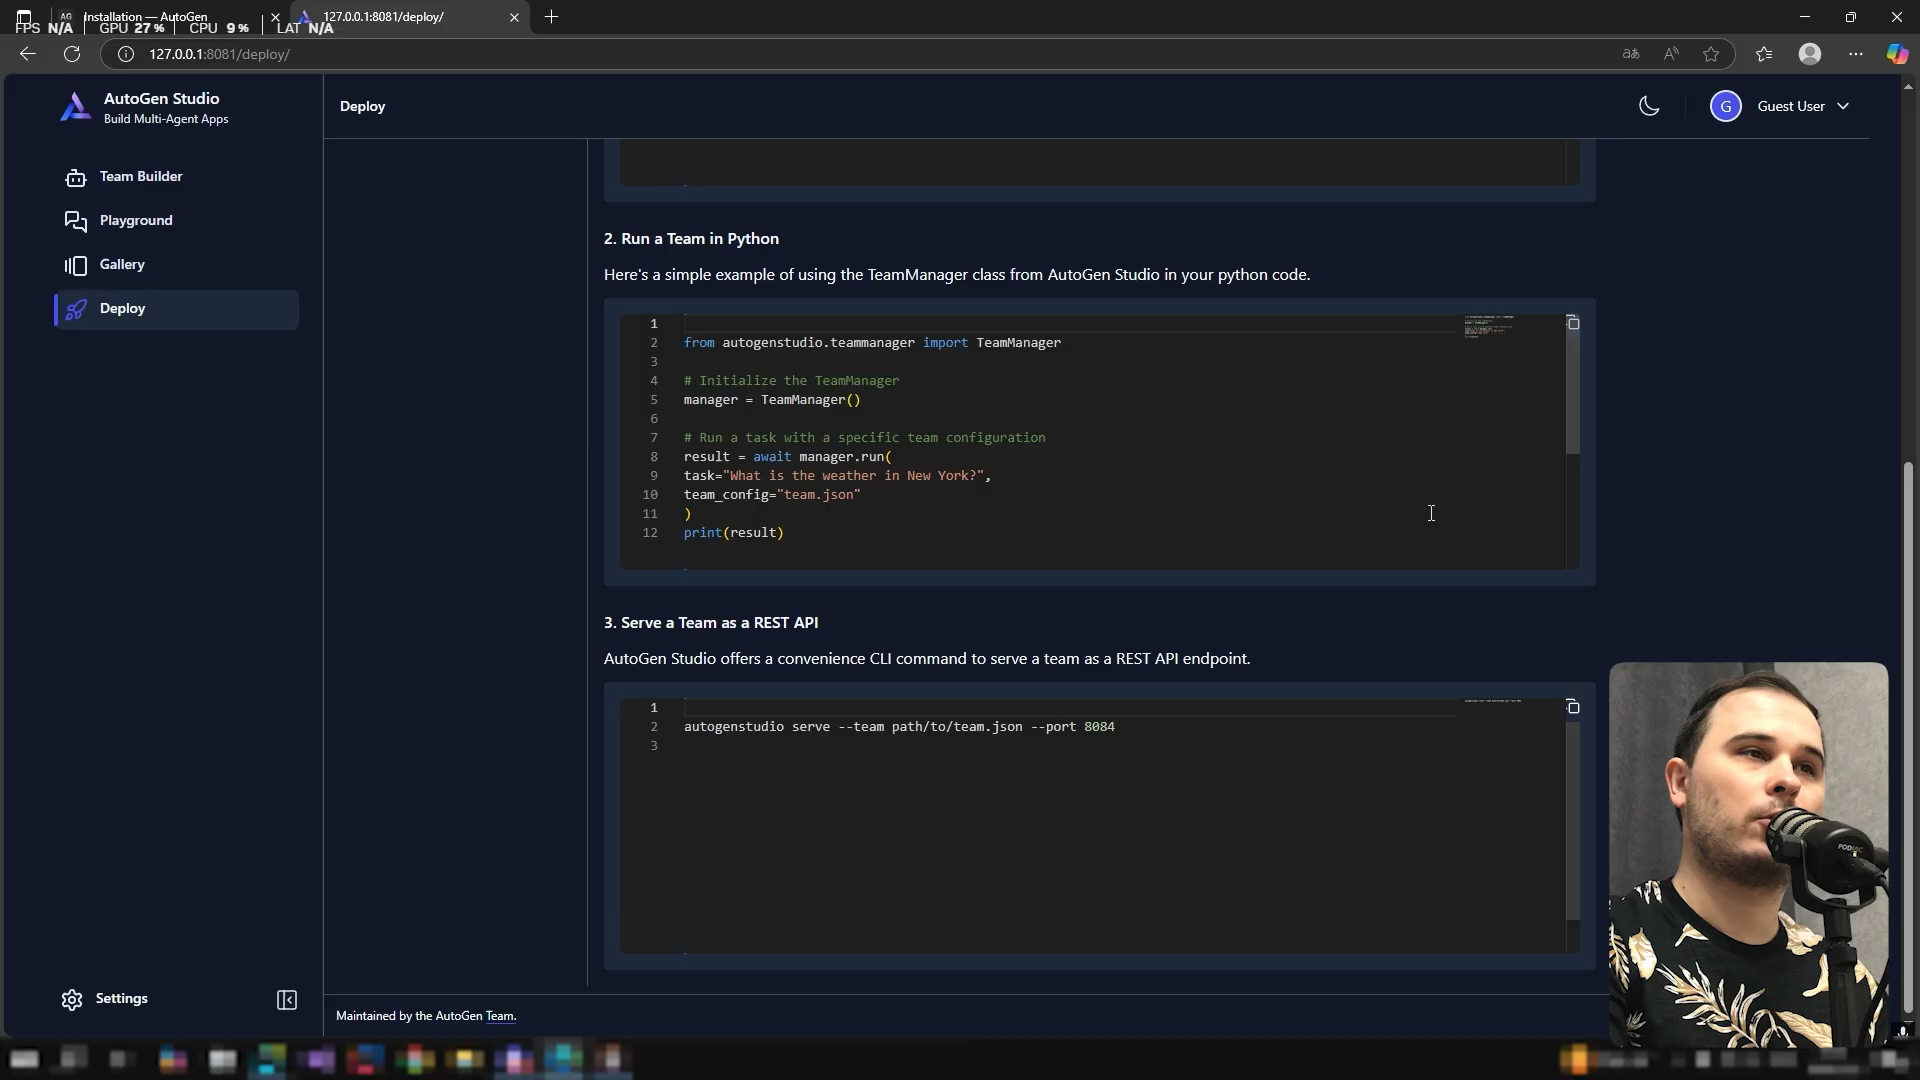 Installation — AutoGen
127.0.0.1:8081/deploy/
FPS N/A GPU 27 % CPU 9 % LAT N/A
127.0.0.1:8081/deploy/
AutoGen Studio
Build Multi-Agent Apps
Deploy
G
Guest User
Team Builder
Playground
Gallery
Deploy
2. Run a Team in Python
Here's a simple example of using the TeamManager class from AutoGen Studio in your python code.
1
2 from autogenstudio.teammanager import TeamManager
3
4 # Initialize the TeamManager
5 manager = TeamManager()
6
7 # Run a task with a specific team configuration
8 result = await manager.run(
9 task="What is the weather in New York?",
10 team_config="team.json"
11 )
12 print(result)
3. Serve a Team as a REST API
AutoGen Studio offers a convenience CLI command to serve a team as a REST API endpoint.
1
2 autogenstudio serve --team path/to/team.json --port 8084
3
Settings
Maintained by the AutoGen Team.